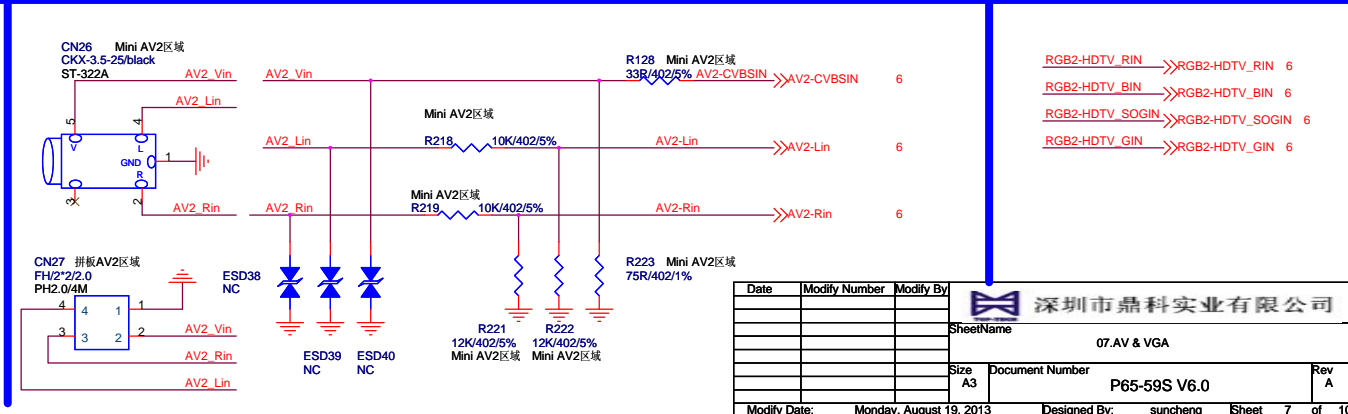 CN26 Mini AV2区域
CKX-3.5-25/black
ST-322A
AV2_Vin
AV2_Vin
R128 Mini AV2区域
33R/402/5%
AV2-CVBSIN
AV2-CVBSIN 6
AV2_Lin
5
4
V
L
GND
1
R
3
2
Mini AV2区域
AV2_Lin
R218
10K/402/5%
AV2-Lin
AV2-Lin 6
Mini AV2区域
AV2_Rin
AV2_Rin
R219
10K/402/5%
AV2-Rin
AV2-Rin 6
RGB2-HDTV_RIN
RGB2-HDTV_RIN 6
RGB2-HDTV_BIN
RGB2-HDTV_BIN 6
RGB2-HDTV_SOGIN
RGB2-HDTV_SOGIN 6
RGB2-HDTV_GIN
RGB2-HDTV_GIN 6
CN27 拼板AV2区域
FH/2*2/2.0
PH2.0/4M
4
4
1
1
3
3
2
2
AV2_Vin
AV2_Rin
AV2_Lin
ESD38
NC
ESD39
NC
ESD40
NC
R223 Mini AV2区域
75R/402/1%
R221
12K/402/5%
Mini AV2区域
R222
12K/402/5%
Mini AV2区域
Date Modify Number Modify By
深圳市鼎科实业有限公司
SheetName
07.AV & VGA
Size
A3
Document Number
P65-59S V6.0
Rev
A
Modify Date: Monday, August 19, 2013 Designed By: suncheng Sheet 7 of 10